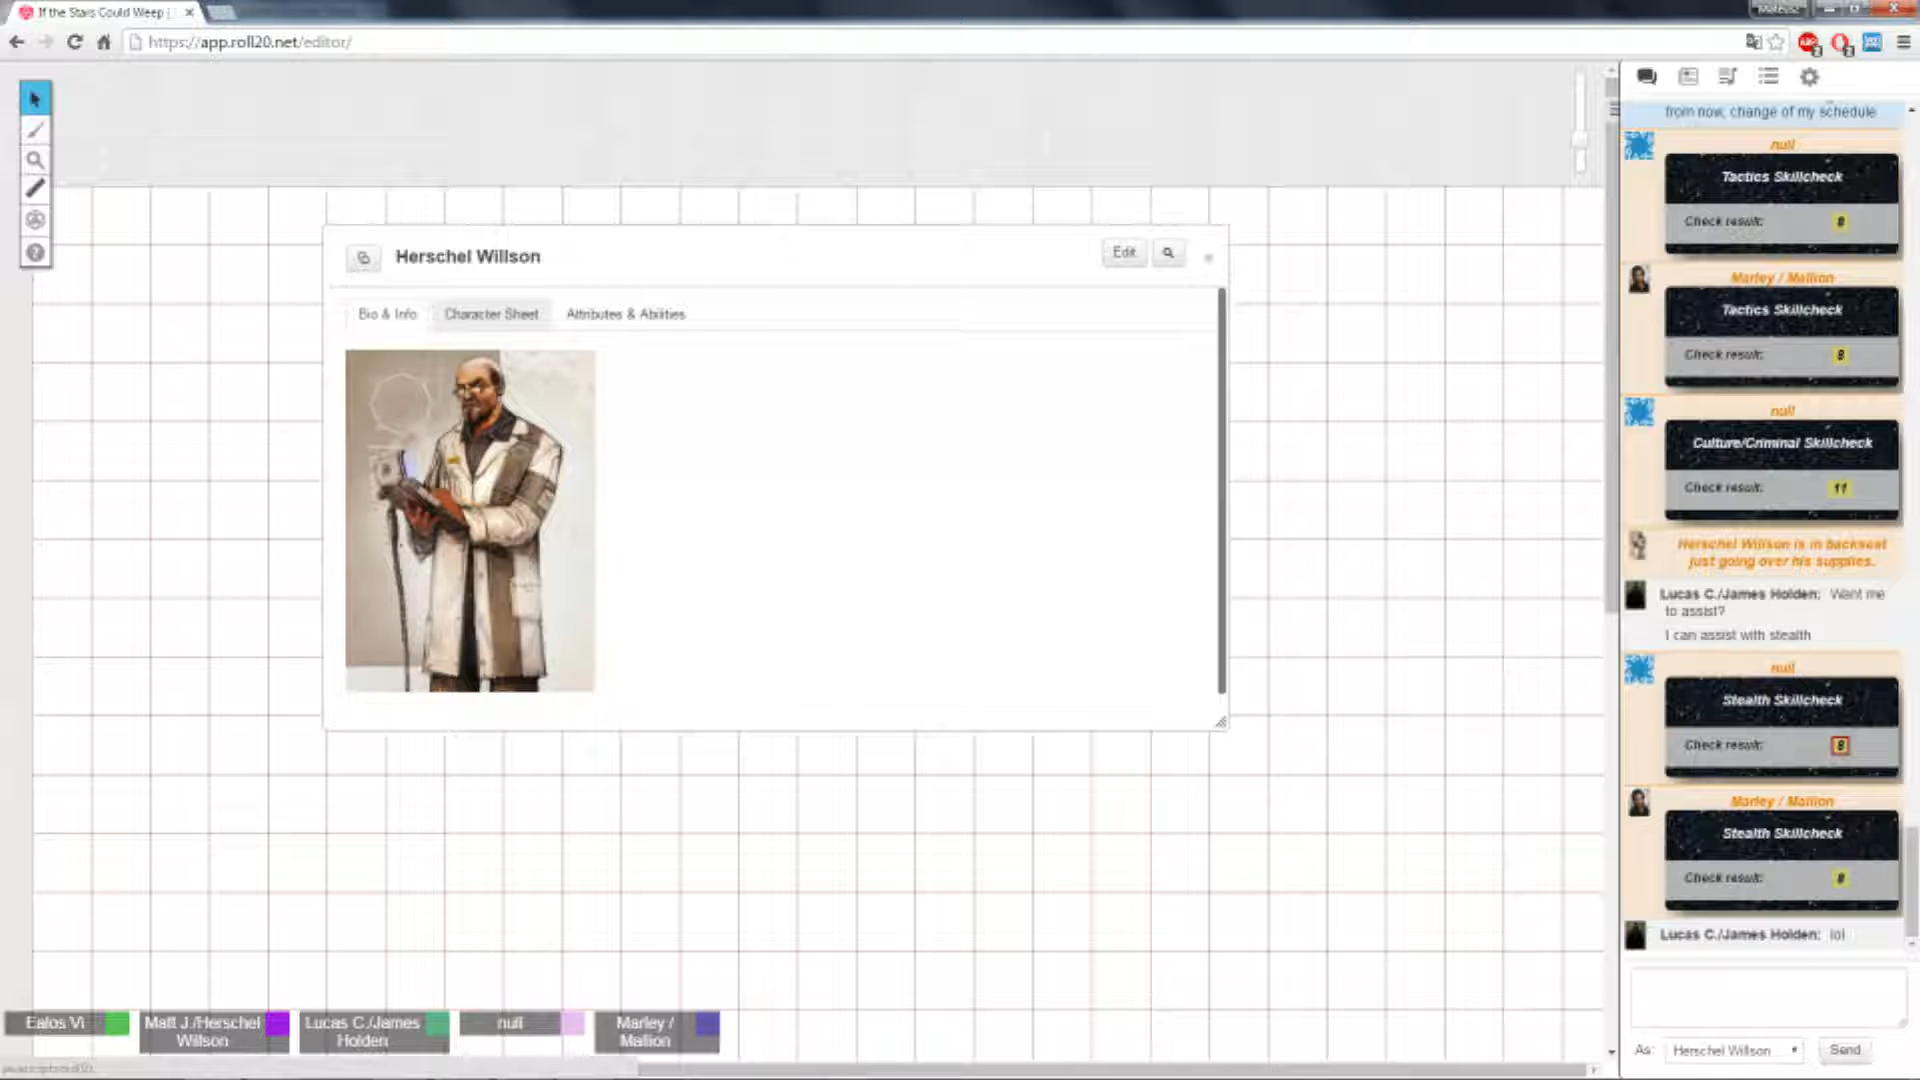 If the Stars Could Weep |
Mateusz
https://app.roll20.net/editor/
from now, change of my schedule
null
Tactics Skillcheck
Check result: 8
Marley / Mallion
Tactics Skillcheck
Check result: 8
null
Culture/Criminal Skillcheck
Check result: 11
Herschel Willson is in backseat
just going over his supplies.
Lucas C./James Holden: Want me
to assist?
I can assist with stealth
null
Stealth Skillcheck
Check result: 8
Marley / Mallion
Stealth Skillcheck
Check result: 8
Lucas C./James Holden: lol
As: Herschel Willson
Send
Herschel Willson
Edit
Bio & Info
Character Sheet
Attributes & Abilities
Ealos Vi
Matt J./Herschel
Willson
Lucas C./James
Holden
null
Marley /
Mallion